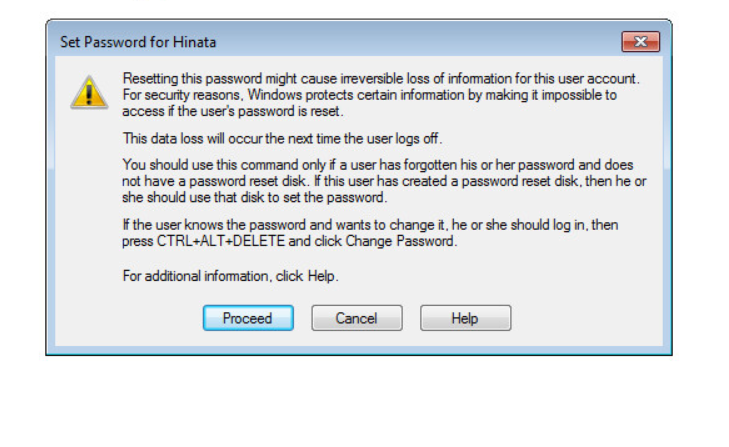 Set Password for Hinata
Resetting this password might cause irreversible loss of information for this user account.
For security reasons, Windows protects certain information by making it impossible to
access if the user's password is reset.
This data loss will occur the next time the user logs off.
You should use this command only if a user has forgotten his or her password and does
not have a password reset disk. If this user has created a password reset disk, then he or
she should use that disk to set the password.
If the user knows the password and wants to change it, he or she should log in, then
press CTRL+ALT+DELETE and click Change Password.
For additional information, click Help.
Proceed Cancel Help